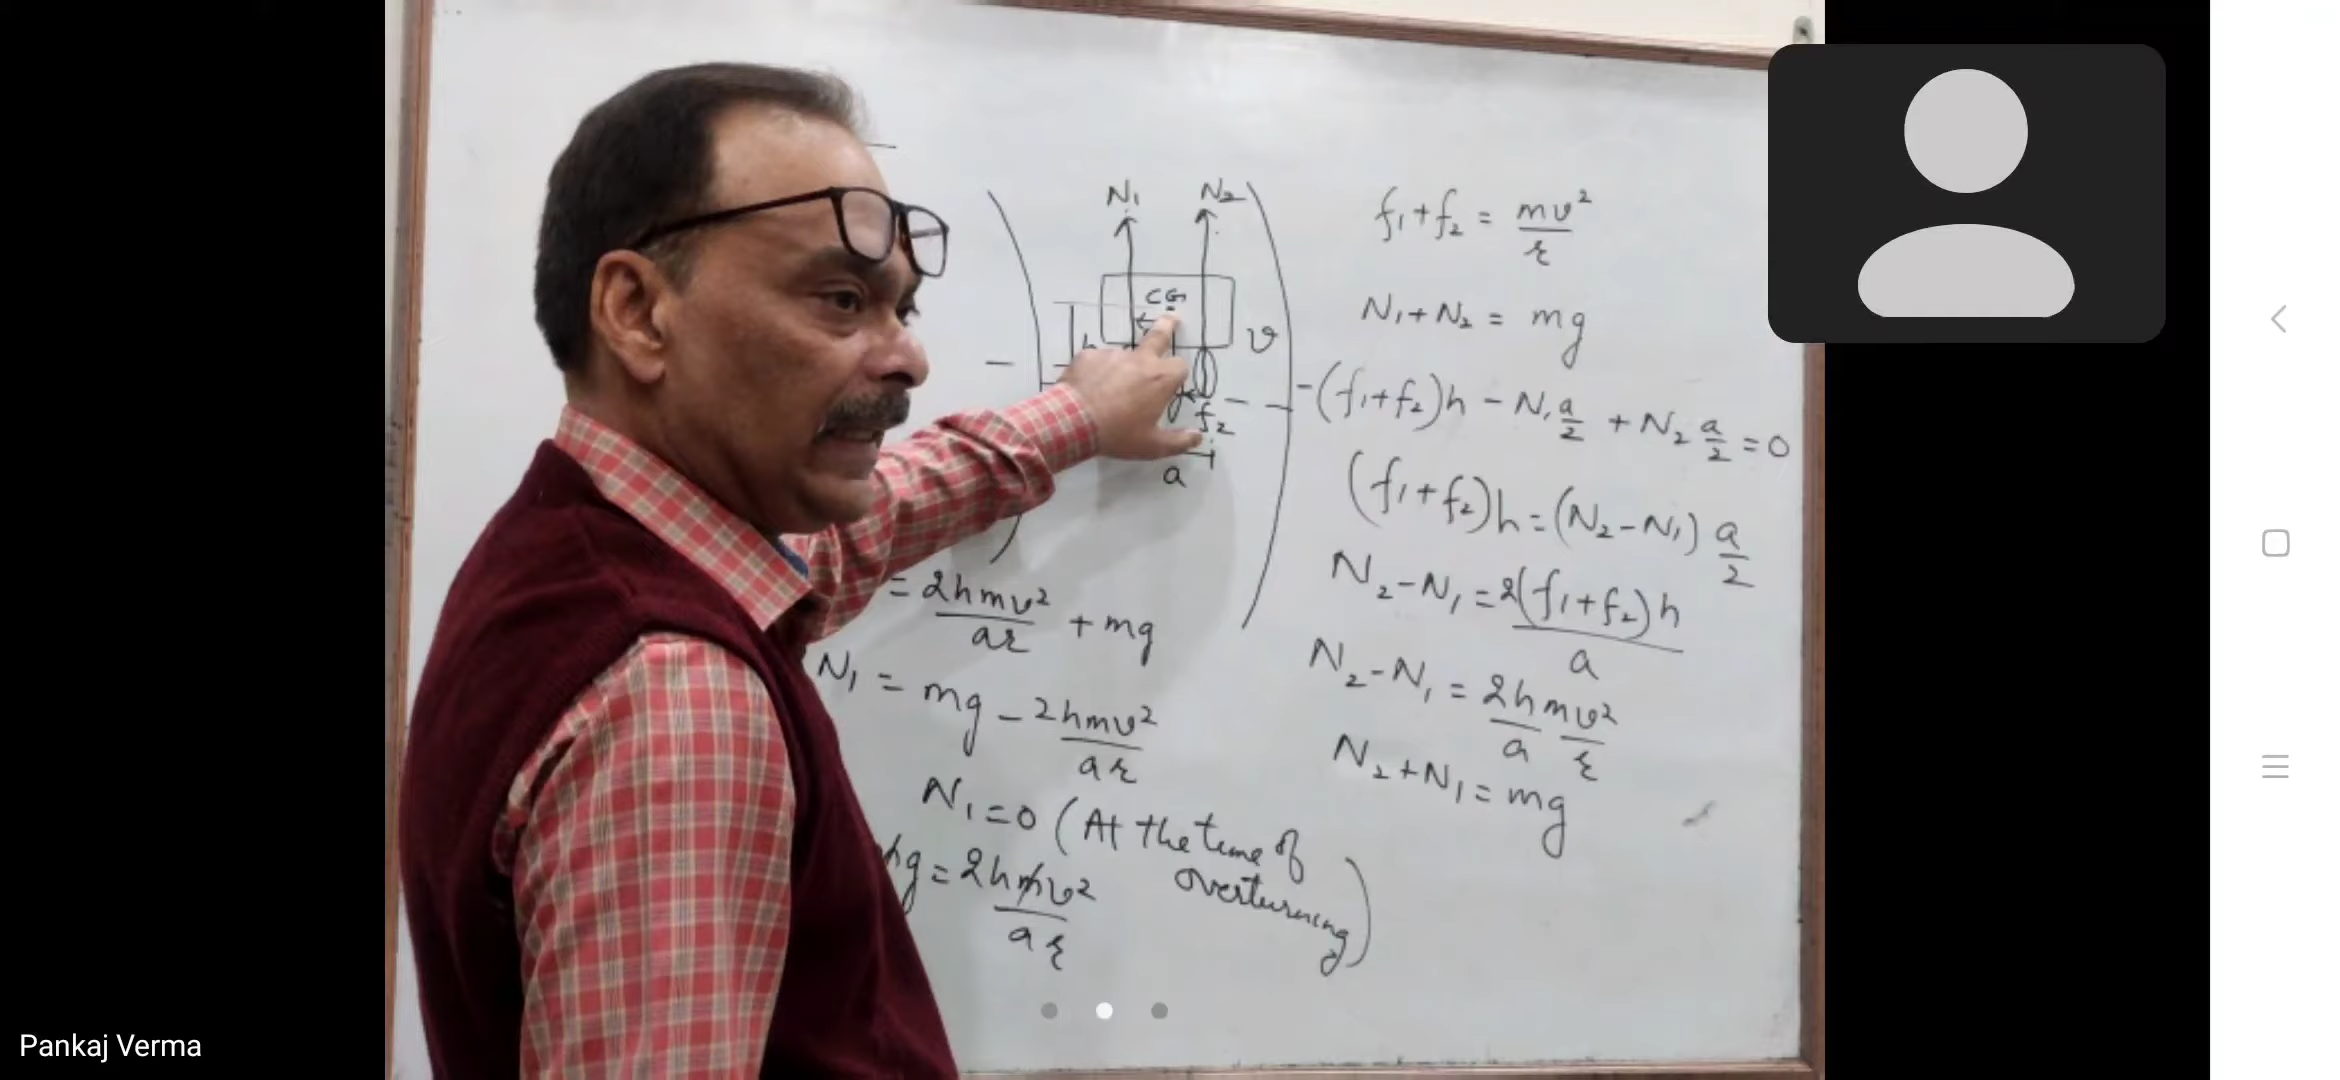 N₁ N₂
CG
h
v
f₂
a
= 2hmv²/ar + mg
N₁ = mg - 2hmv²/ar
N₁ = 0 (At the time of
overturning)
mg = 2hmv²/ar
f₁+f₂ = mv²/r
N₁+N₂ = mg
-(f₁+f₂)h - N₁ a/2 + N₂ a/2 = 0
(f₁+f₂)h = (N₂-N₁) a/2
N₂-N₁ = 2(f₁+f₂)h/a
N₂-N₁ = 2h/a mv²/r
N₂+N₁ = mg
Pankaj Verma